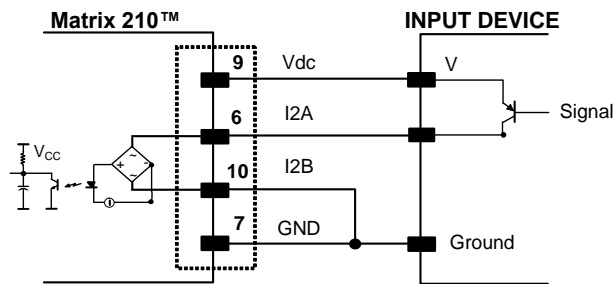 Matrix 210™
INPUT DEVICE
9 Vdc V
6 I2A Signal
VCC
10 I2B
7 GND Ground